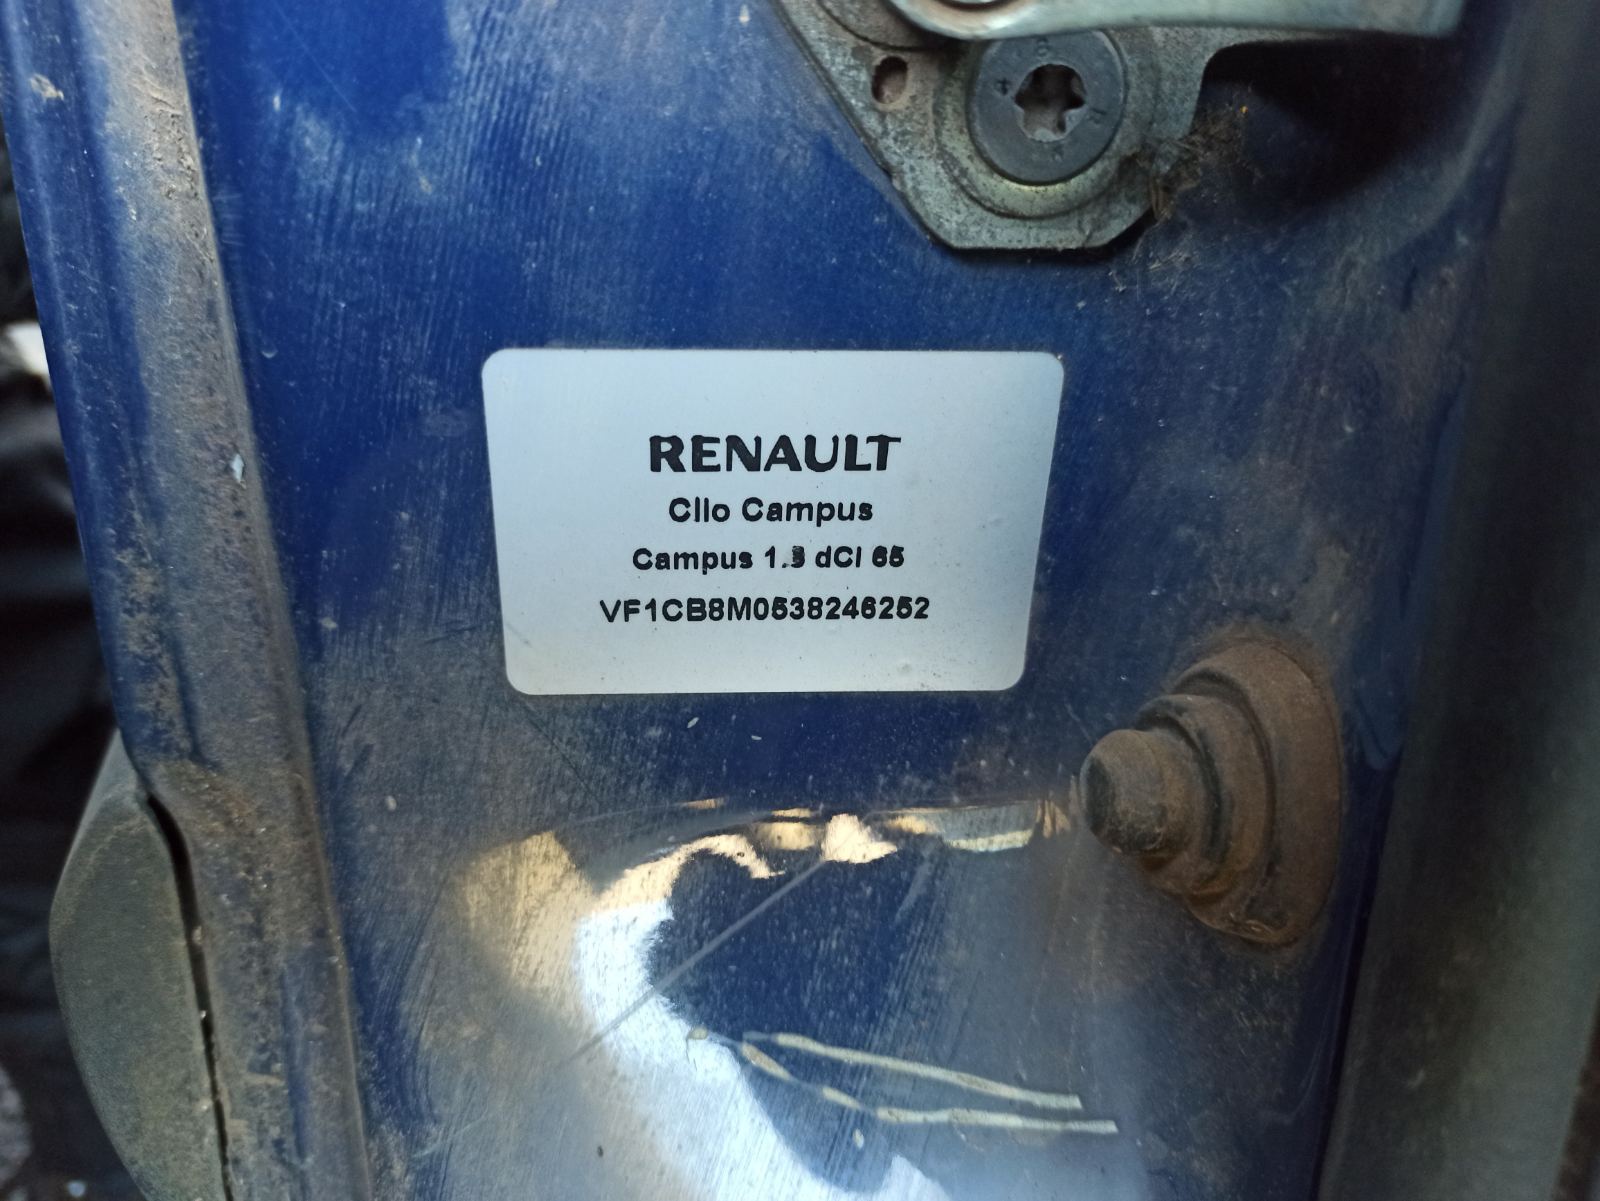 RENAULT
Clio Campus
Campus 1.5 dCi 65
VF1CB8M0538246252